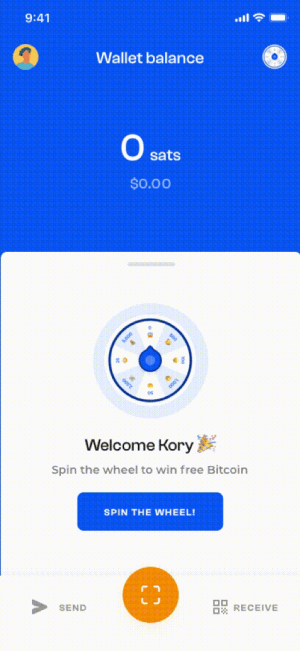 9:41
Wallet balance
0 sats
$0.00
Welcome Kory 🎉
Spin the wheel to win free Bitcoin
SPIN THE WHEEL!
SEND
RECEIVE